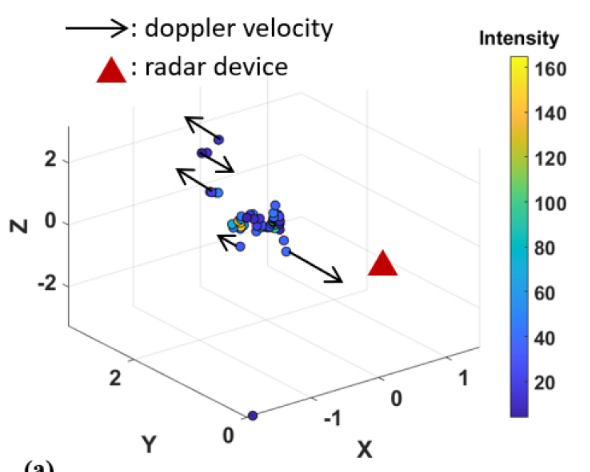 : doppler velocity
: radar device
Intensity
160
140
120
100
80
60
40
20
Z
2
0
-2
Y
2
0
X
-1
0
1
(a)